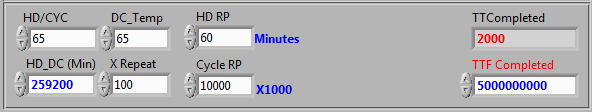 HD/CYC DC_Temp HD RP TTCompleted
65 65 60 Minutes 2000
HD_DC (Min) X Repeat Cycle RP TTF Completed
259200 100 10000 X1000 5000000000